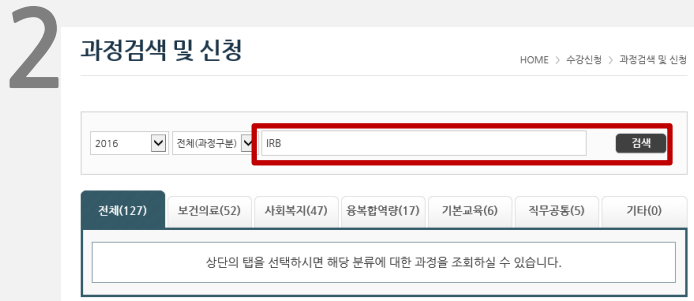 2
과정검색 및 신청
HOME > 수강신청 > 과정검색 및 신청
2016 전체(과정구분) IRB 검색
전체(127) 보건의료(52) 사회복지(47) 융복합역량(17) 기본교육(6) 직무공통(5) 기타(0)
상단의 탭을 선택하시면 해당 분류에 대한 과정을 조회하실 수 있습니다.